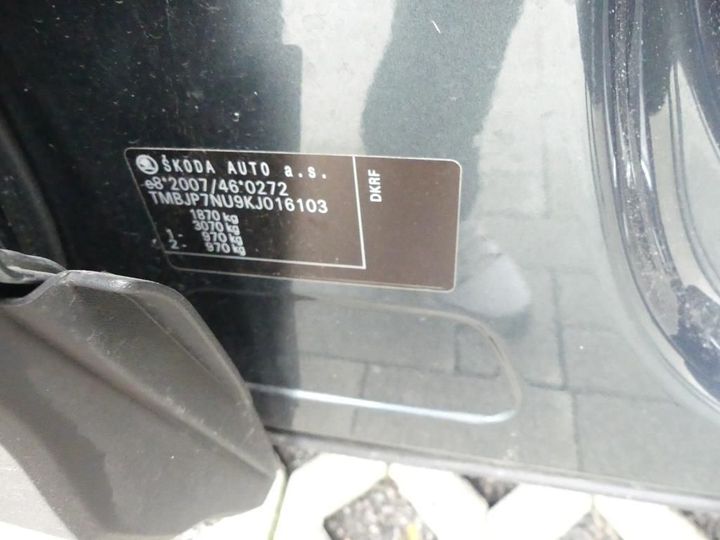 ŠKODA AUTO a.s.
e8*2007/46*0272
TMBJP7NU9KJ016103
1870 kg
3070 kg
1.- 970 kg
2.- 970 kg
DKRF